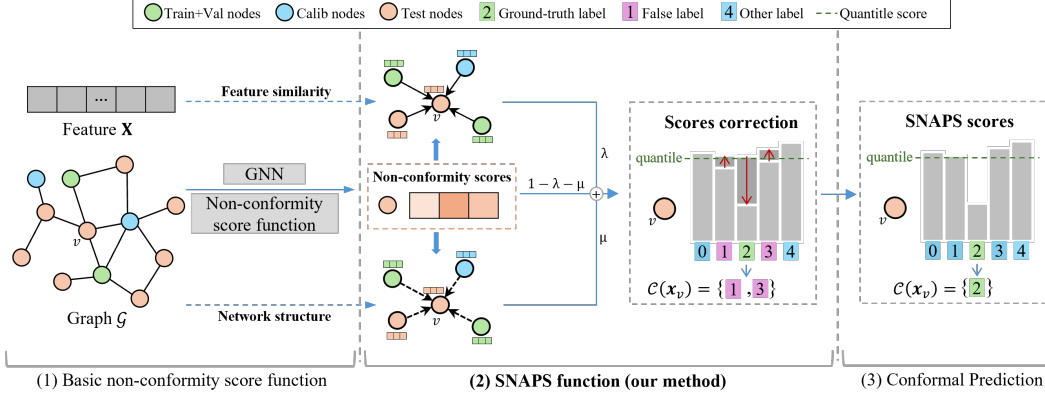 Train+Val nodes Calib nodes Test nodes 2 Ground-truth label 1 False label 4 Other label Quantile score
Feature similarity
...
Feature X
v
GNN
Non-conformity
score function
v
Graph 𝒢
Network structure
Non-conformity scores
v
λ
1 − λ − μ
+
μ
Scores correction
quantile
v
0 1 2 3 4
𝒞(𝒙ᵥ) = {1 ,3}
SNAPS scores
quantile
v
0 1 2 3 4
𝒞(𝒙ᵥ) = {2}
(1) Basic non-conformity score function
(2) SNAPS function (our method)
(3) Conformal Prediction